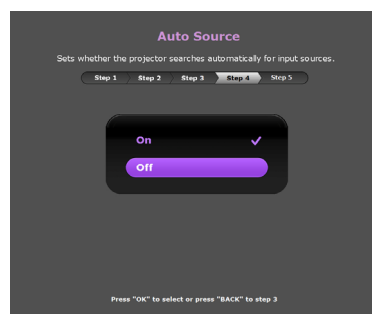 Auto Source
Sets whether the projector searches automatically for input sources.
Step 1 Step 2 Step 3 Step 4 Step 5
On
Off
Press "OK" to select or press "BACK" to step 3